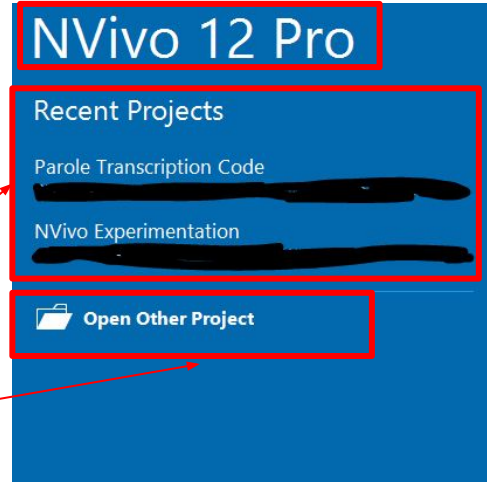 NVivo 12 Pro
Recent Projects
Parole Transcription Code
NVivo Experimentation
Open Other Project